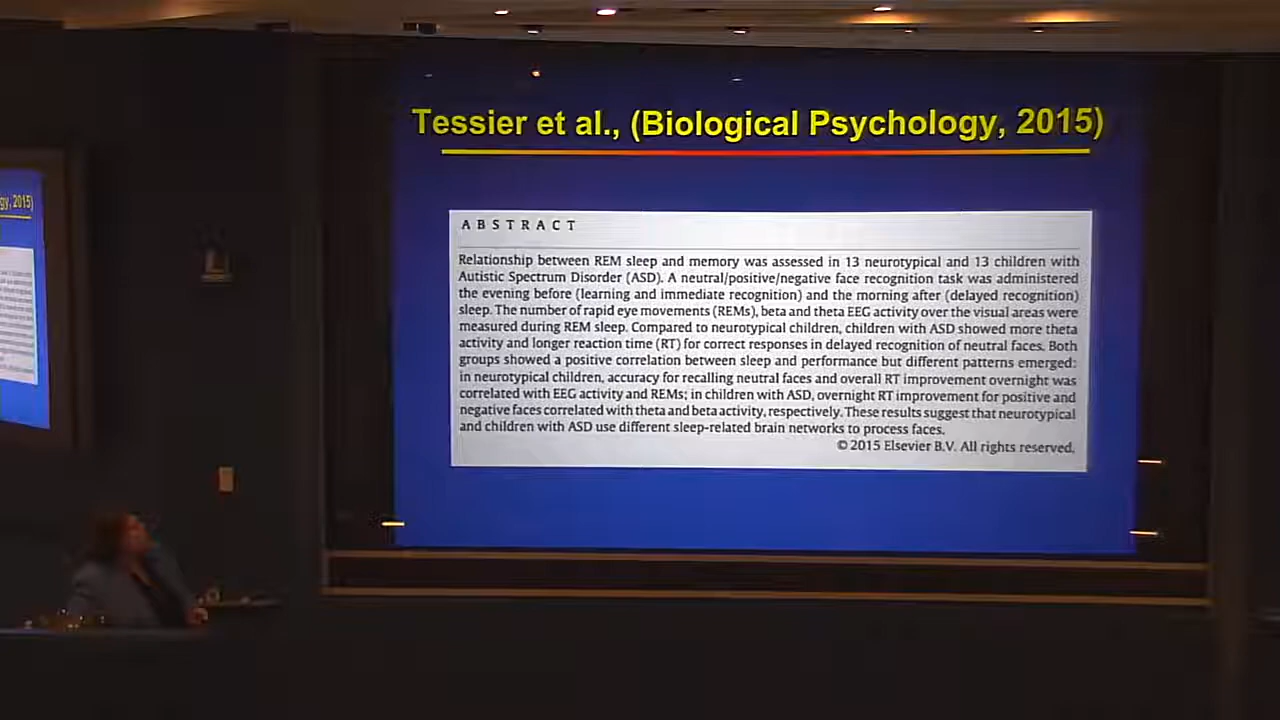 Tessier et al., (Biological Psychology, 2015)
ABSTRACT
Relationship between REM sleep and memory was assessed in 13 neurotypical and 13 children with
Autistic Spectrum Disorder (ASD). A neutral/positive/negative face recognition task was administered
the evening before (learning and immediate recognition) and the morning after (delayed recognition)
sleep. The number of rapid eye movements (REMs), beta and theta EEG activity over the visual areas were
measured during REM sleep. Compared to neurotypical children, children with ASD showed more theta
activity and longer reaction time (RT) for correct responses in delayed recognition of neutral faces. Both
groups showed a positive correlation between sleep and performance but different patterns emerged:
in neurotypical children, accuracy for recalling neutral faces and overall RT improvement overnight was
correlated with EEG activity and REMs; in children with ASD, overnight RT improvement for positive and
negative faces correlated with theta and beta activity, respectively. These results suggest that neurotypical
and children with ASD use different sleep-related brain networks to process faces.
© 2015 Elsevier B.V. All rights reserved.
gy, 2015)